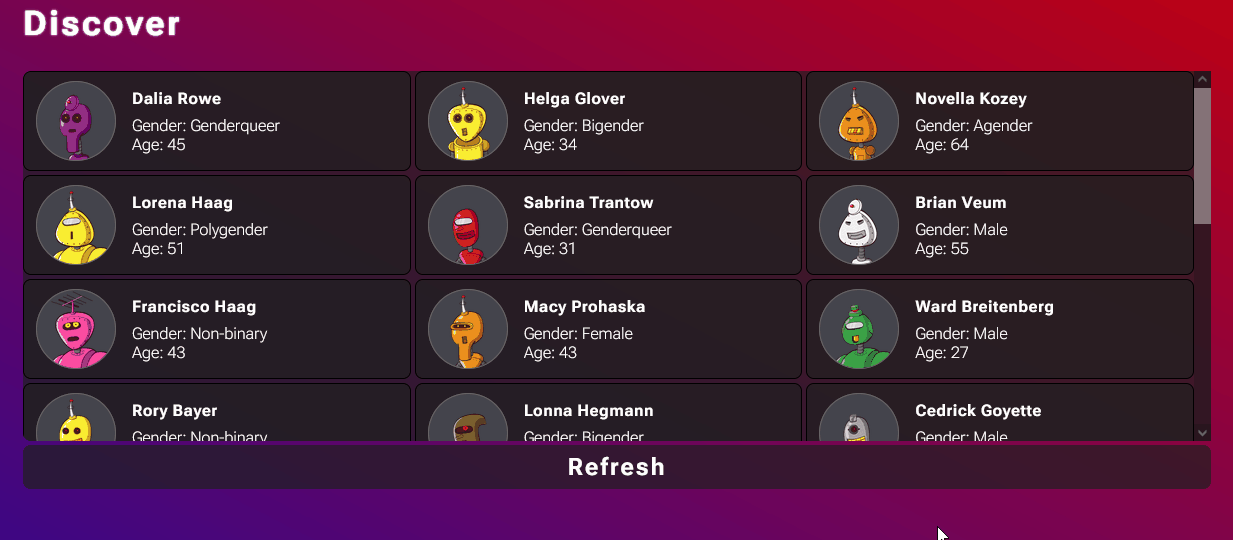 Discover
Dalia Rowe
Gender: Genderqueer
Age: 45
Helga Glover
Gender: Bigender
Age: 34
Novella Kozey
Gender: Agender
Age: 64
Lorena Haag
Gender: Polygender
Age: 51
Sabrina Trantow
Gender: Genderqueer
Age: 31
Brian Veum
Gender: Male
Age: 55
Francisco Haag
Gender: Non-binary
Age: 43
Macy Prohaska
Gender: Female
Age: 43
Ward Breitenberg
Gender: Male
Age: 27
Rory Bayer
Gender: Non-binary
Lonna Hegmann
Gender: Bigender
Cedrick Goyette
Gender: Male
Refresh